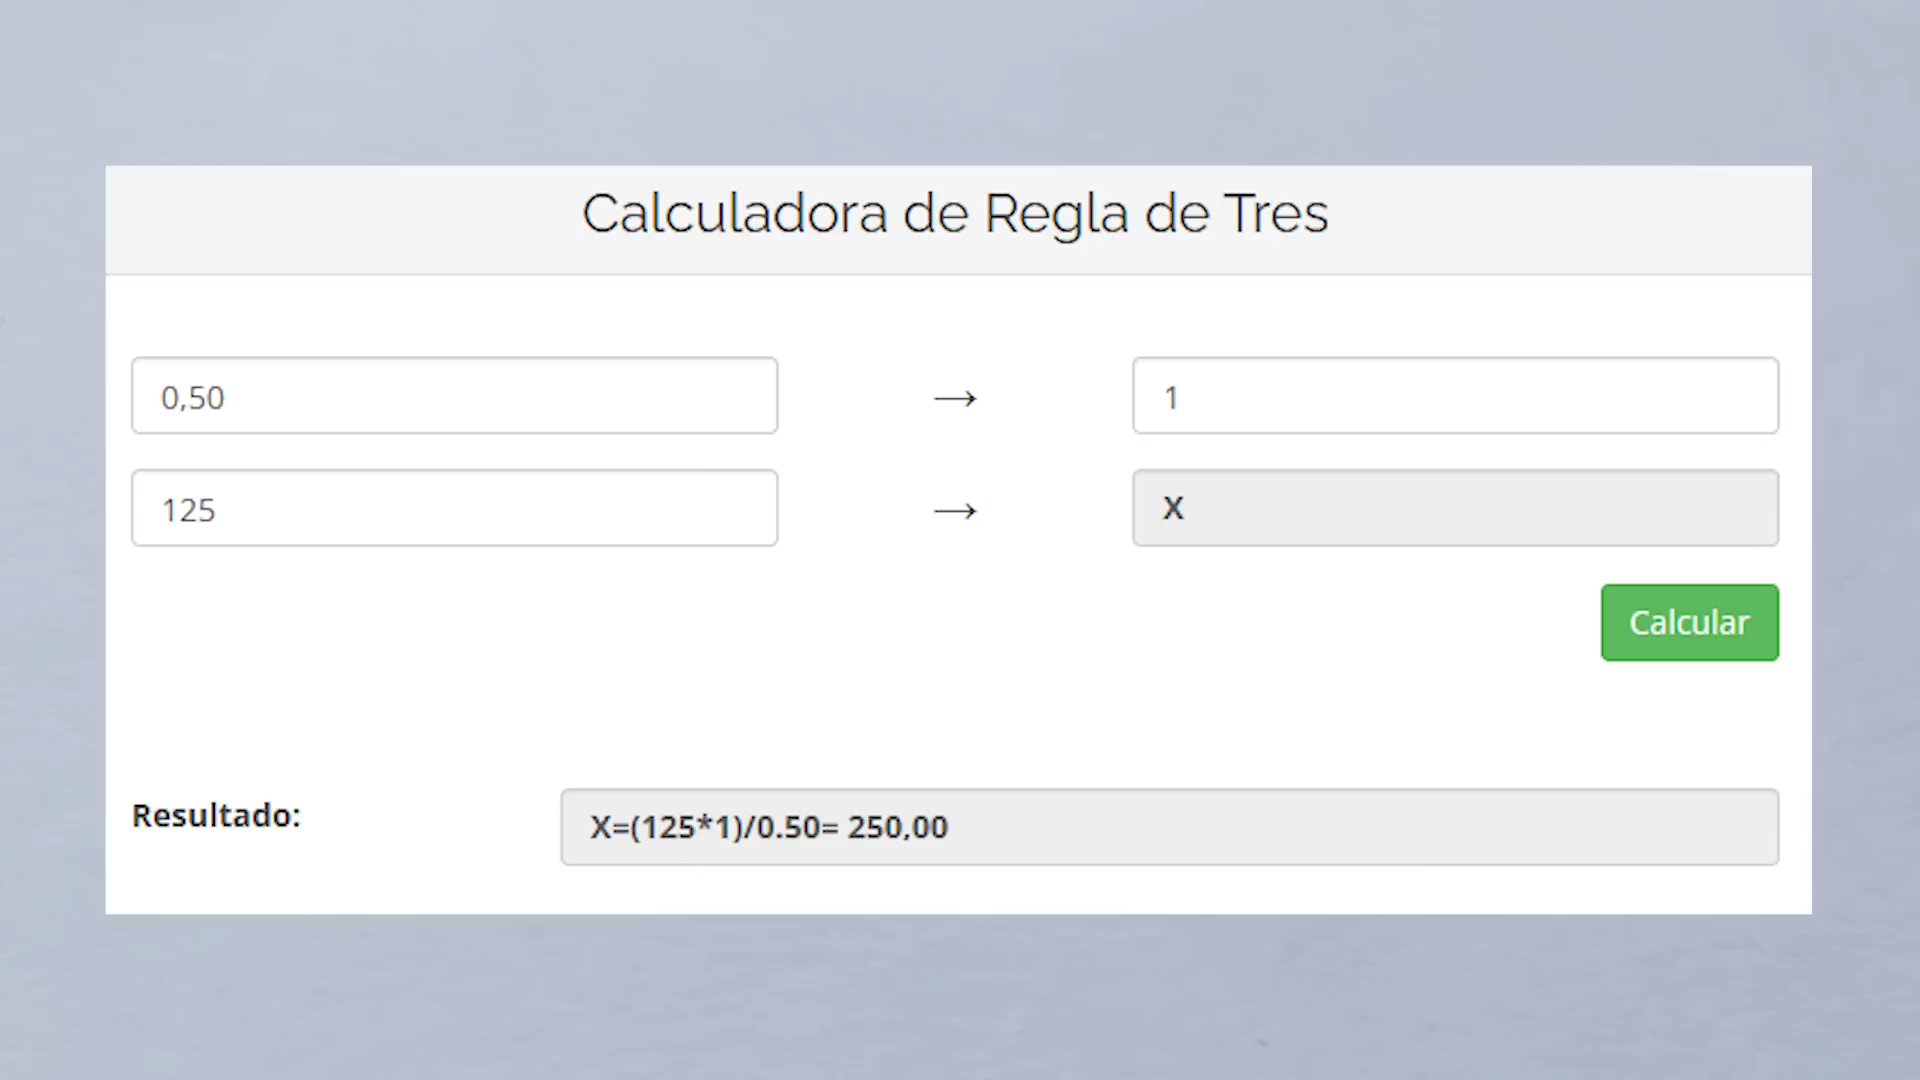 Calculadora de Regla de Tres
0,50 → 1
125 → X
Calcular
Resultado: X=(125*1)/0.50= 250,00